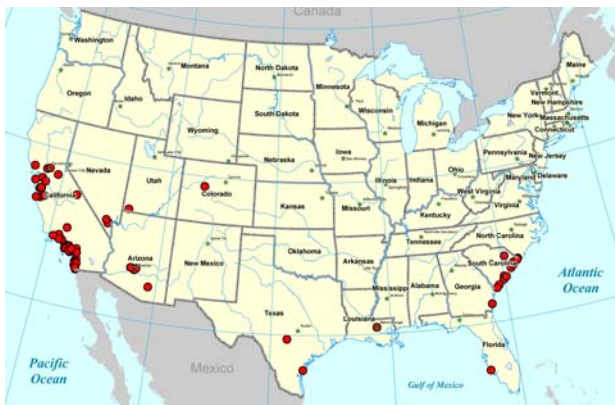 Canada
Washington
Montana
North Dakota
Minnesota
Maine
Oregon
Idaho
Wisconsin
Vermont
New Hampshire
South Dakota
Michigan
New York
Massachusetts
Connecticut
Wyoming
Iowa
Pennsylvania
New Jersey
Nevada
Nebraska
Ohio
Utah
Illinois
Indiana
Maryland
Delaware
California
Colorado
Kansas
Missouri
West Virginia
Virginia
Kentucky
North Carolina
Tennessee
Arizona
New Mexico
Oklahoma
Arkansas
South Carolina
Atlantic
Ocean
Mississippi
Alabama
Georgia
Texas
Louisiana
Florida
Pacific
Ocean
Mexico
Gulf of Mexico